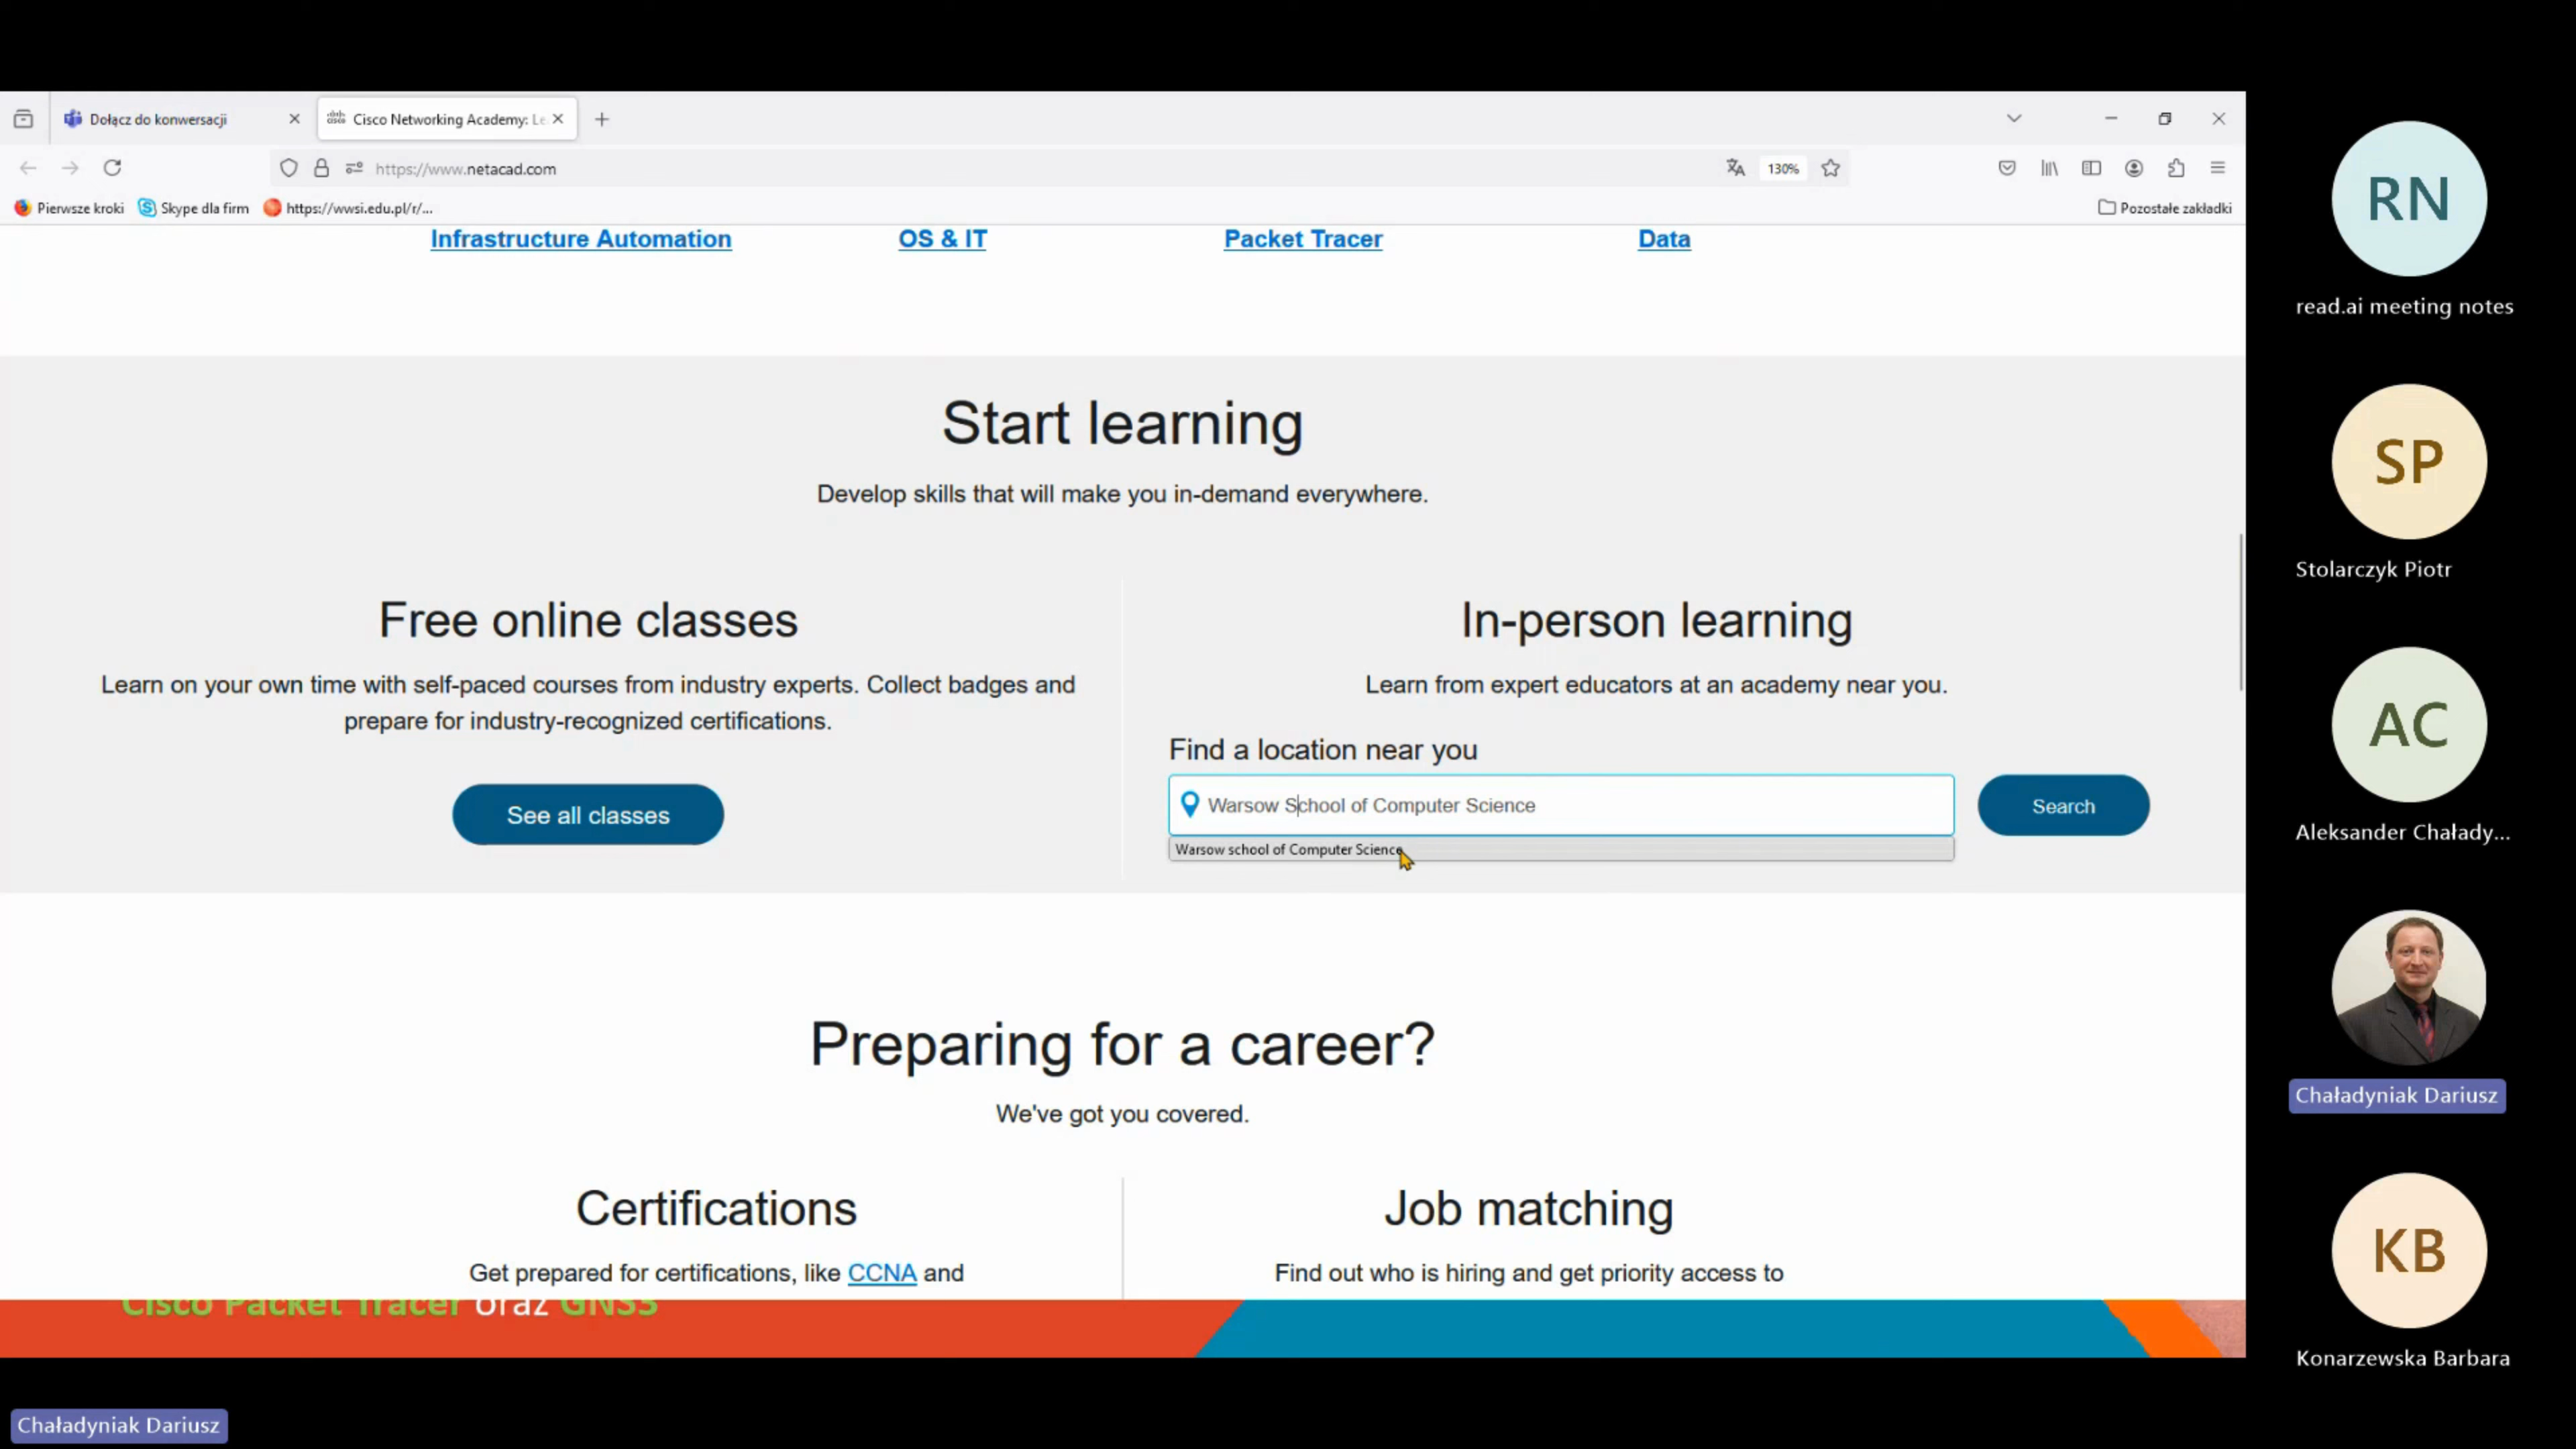 Dołącz do konwersacji
Cisco Networking Academy: Le
https://www.netacad.com
130%
Pierwsze kroki
Skype dla firm
https://wwsi.edu.pl/r/...
Pozostałe zakładki
Infrastructure Automation
OS & IT
Packet Tracer
Data
Start learning
Develop skills that will make you in-demand everywhere.
Free online classes
Learn on your own time with self-paced courses from industry experts. Collect badges and
prepare for industry-recognized certifications.
See all classes
In-person learning
Learn from expert educators at an academy near you.
Find a location near you
Warsow School of Computer Science
Search
Warsow school of Computer Science
Preparing for a career?
We've got you covered.
Certifications
Get prepared for certifications, like CCNA and
Job matching
Find out who is hiring and get priority access to
Cisco Packet Tracer oraz GNS3
Chaładyniak Dariusz
RN
read.ai meeting notes
SP
Stolarczyk Piotr
AC
Aleksander Chałady...
Chaładyniak Dariusz
KB
Konarzewska Barbara